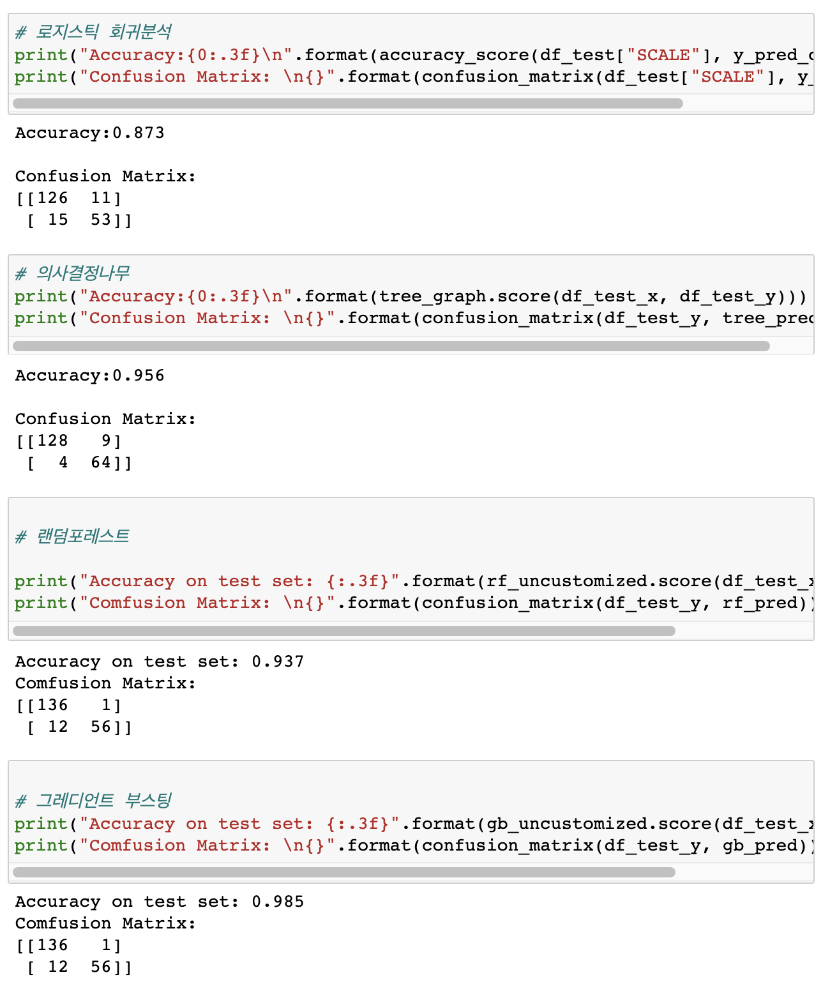 # 로지스틱 회귀분석
print("Accuracy:{0:.3f}\n".format(accuracy_score(df_test["SCALE"], y_pred_
print("Confusion Matrix: \n{}".format(confusion_matrix(df_test["SCALE"], y_
Accuracy:0.873
Confusion Matrix:
[[126  11]
 [ 15  53]]
# 의사결정나무
print("Accuracy:{0:.3f}\n".format(tree_graph.score(df_test_x, df_test_y)))
print("Confusion Matrix: \n{}".format(confusion_matrix(df_test_y, tree_pred
Accuracy:0.956
Confusion Matrix:
[[128   9]
 [  4  64]]
# 랜덤포레스트
print("Accuracy on test set: {:.3f}".format(rf_uncustomized.score(df_test_x
print("Comfusion Matrix: \n{}".format(confusion_matrix(df_test_y, rf_pred))
Accuracy on test set: 0.937
Comfusion Matrix:
[[136   1]
 [ 12  56]]
# 그레디언트 부스팅
print("Accuracy on test set: {:.3f}".format(gb_uncustomized.score(df_test_x
print("Comfusion Matrix: \n{}".format(confusion_matrix(df_test_y, gb_pred))
Accuracy on test set: 0.985
Comfusion Matrix:
[[136   1]
 [ 12  56]]